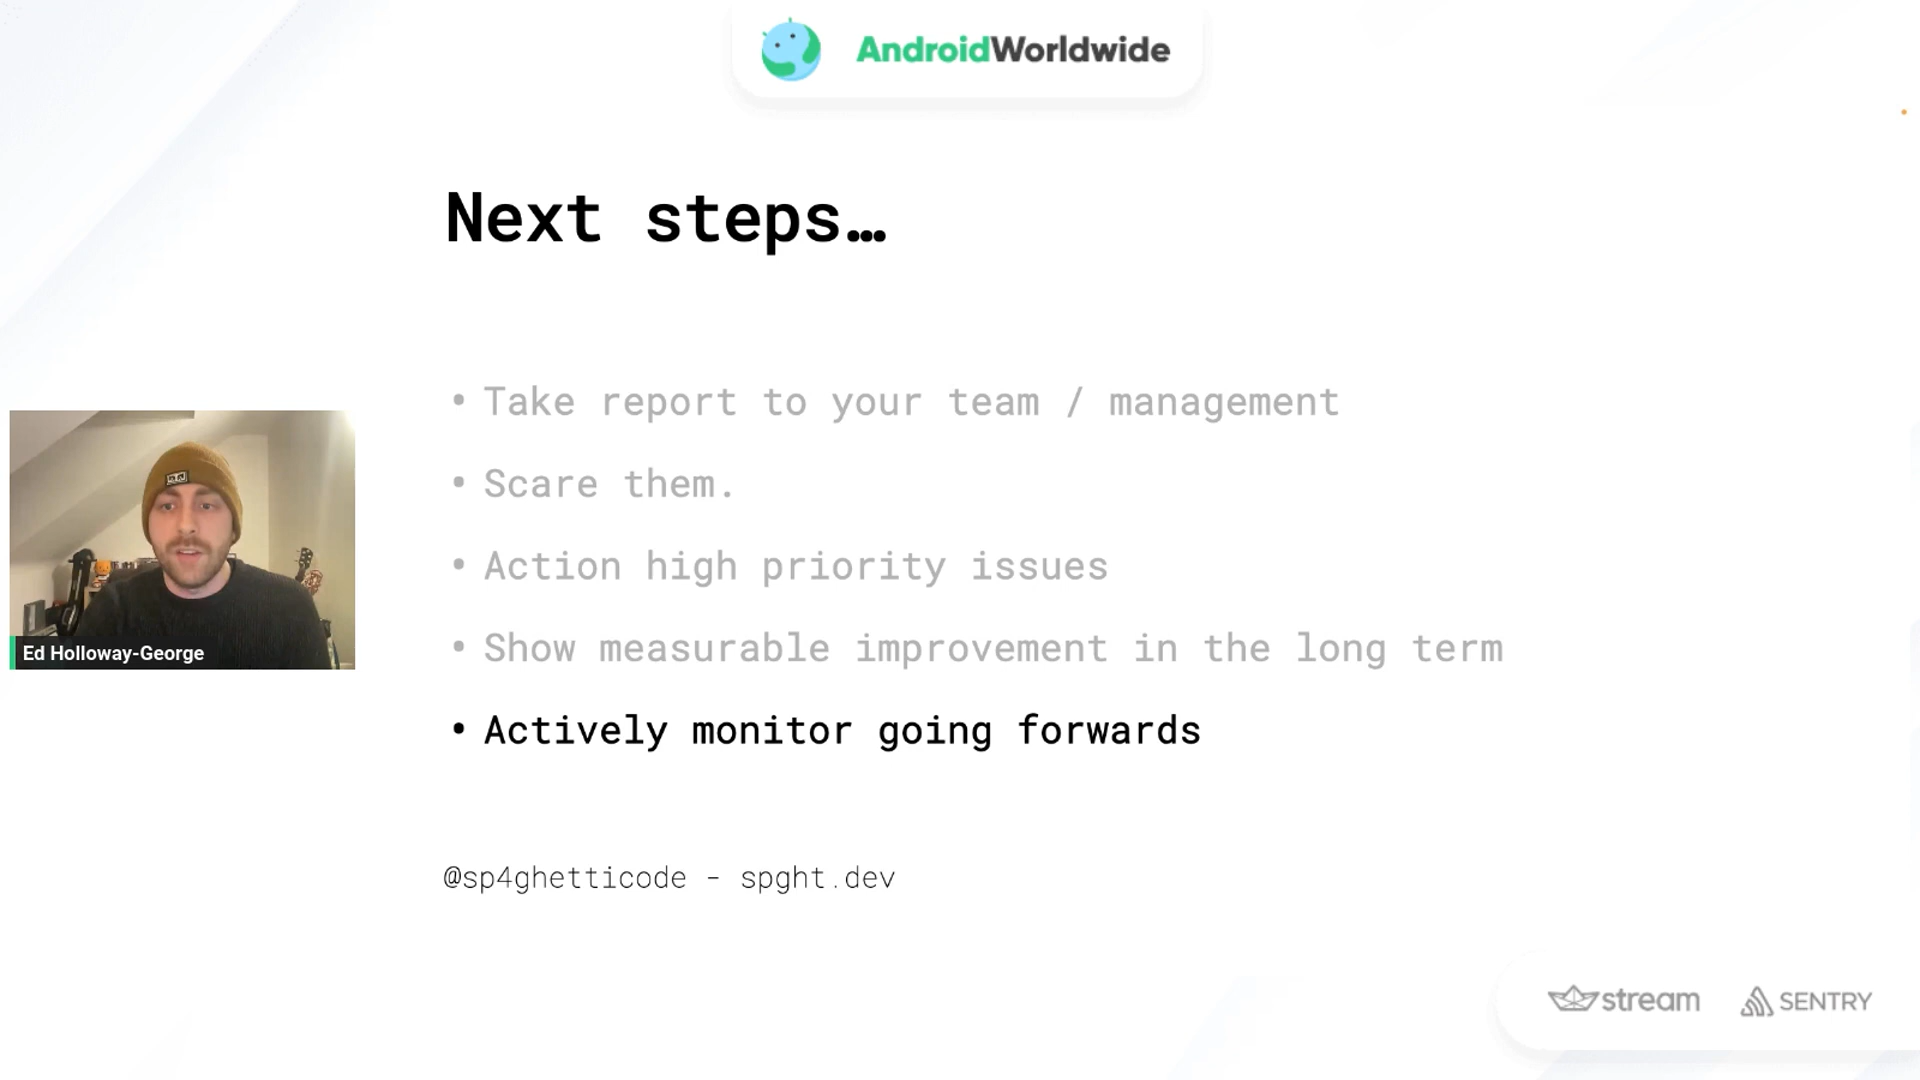 AndroidWorldwide
Next steps…
• Take report to your team / management
• Scare them.
• Action high priority issues
• Show measurable improvement in the long term
• Actively monitor going forwards
Ed Holloway-George
@sp4ghetticode - spght.dev
stream
SENTRY